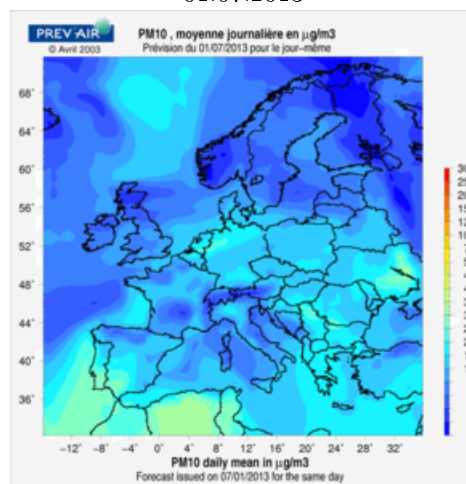 PREV'AIR
© Avril 2003
PM10 , moyenne journalière en µg/m3
Prévision du 01/07/2013 pour le jour-même
68°
64°
60°
56°
52°
48°
44°
40°
36°
-12° -8° -4° 0° 4° 8° 12° 16° 20° 24° 28° 32°
PM10 daily mean in µg/m3
Forecast issued on 07/01/2013 for the same day